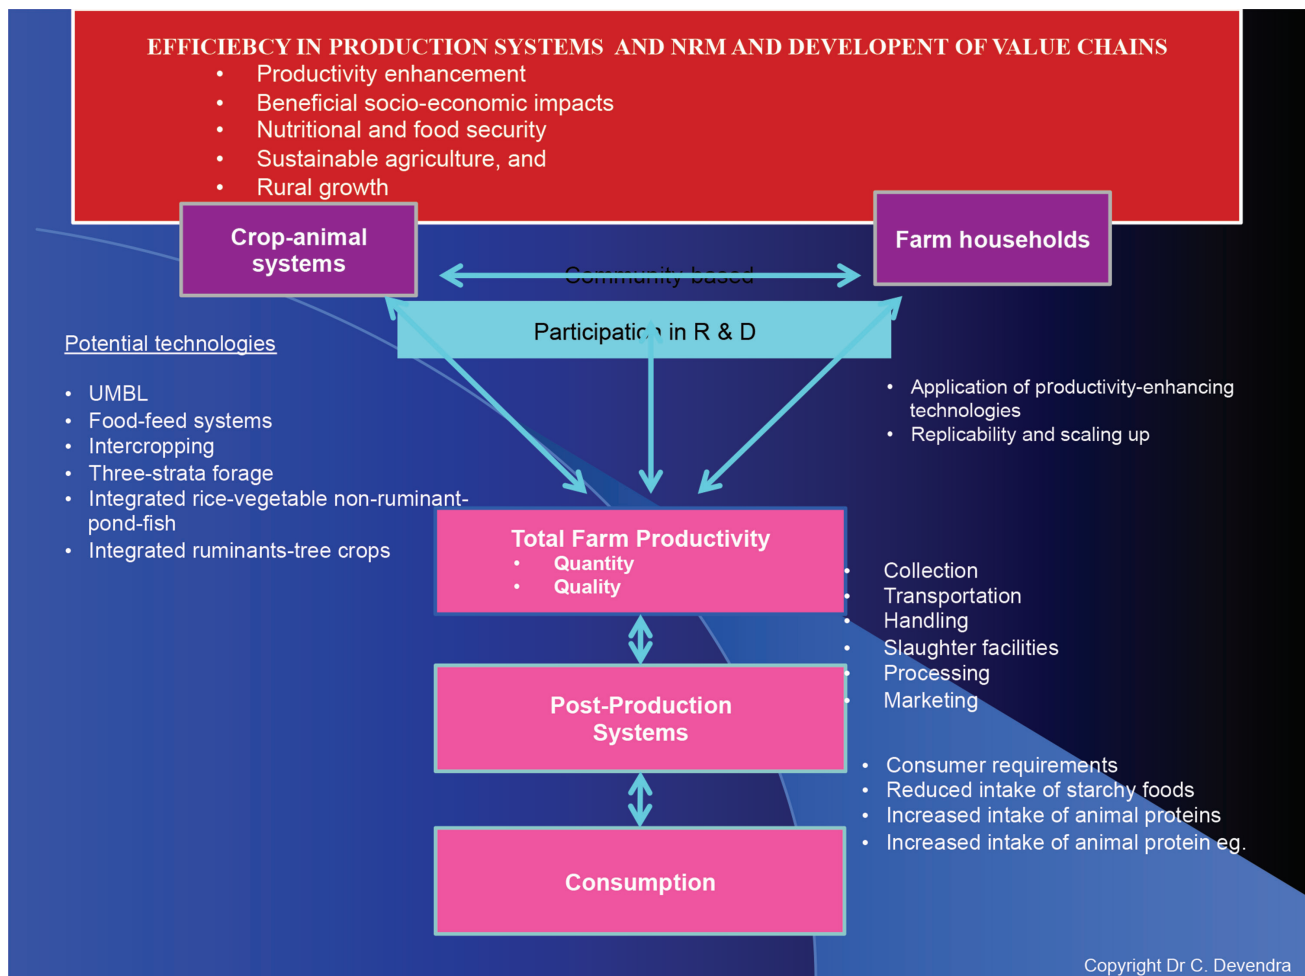 EFFICIEBCY IN PRODUCTION SYSTEMS AND NRM AND DEVELOPENT OF VALUE CHAINS
• Productivity enhancement
• Beneficial socio-economic impacts
• Nutritional and food security
• Sustainable agriculture, and
• Rural growth
Crop-animal
systems
Farm households
Community-based
Participation in R & D
Potential technologies
• UMBL
• Food-feed systems
• Intercropping
• Three-strata forage
• Integrated rice-vegetable non-ruminant-
pond-fish
• Integrated ruminants-tree crops
• Application of productivity-enhancing
technologies
• Replicability and scaling up
Total Farm Productivity
• Quantity
• Quality
• Collection
• Transportation
• Handling
• Slaughter facilities
• Processing
• Marketing
Post-Production
Systems
• Consumer requirements
• Reduced intake of starchy foods
• Increased intake of animal proteins
• Increased intake of animal protein eg.
Consumption
Copyright Dr C. Devendra